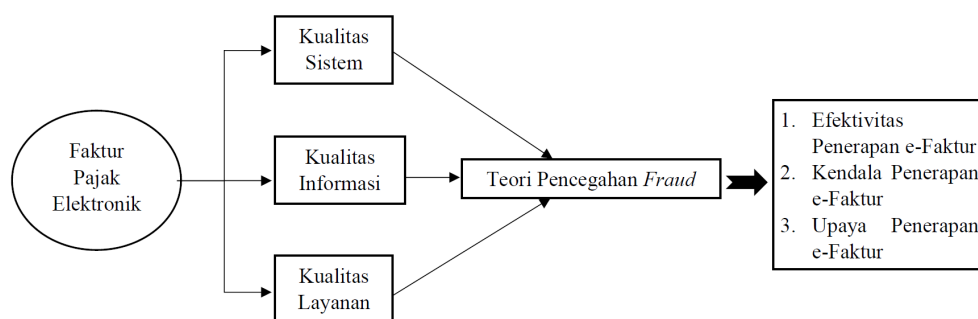 Kualitas
Sistem
Faktur
Pajak
Elektronik
Kualitas
Informasi
Teori Pencegahan Fraud
Kualitas
Layanan
1. Efektivitas
Penerapan e-Faktur
2. Kendala Penerapan
e-Faktur
3. Upaya Penerapan
e-Faktur